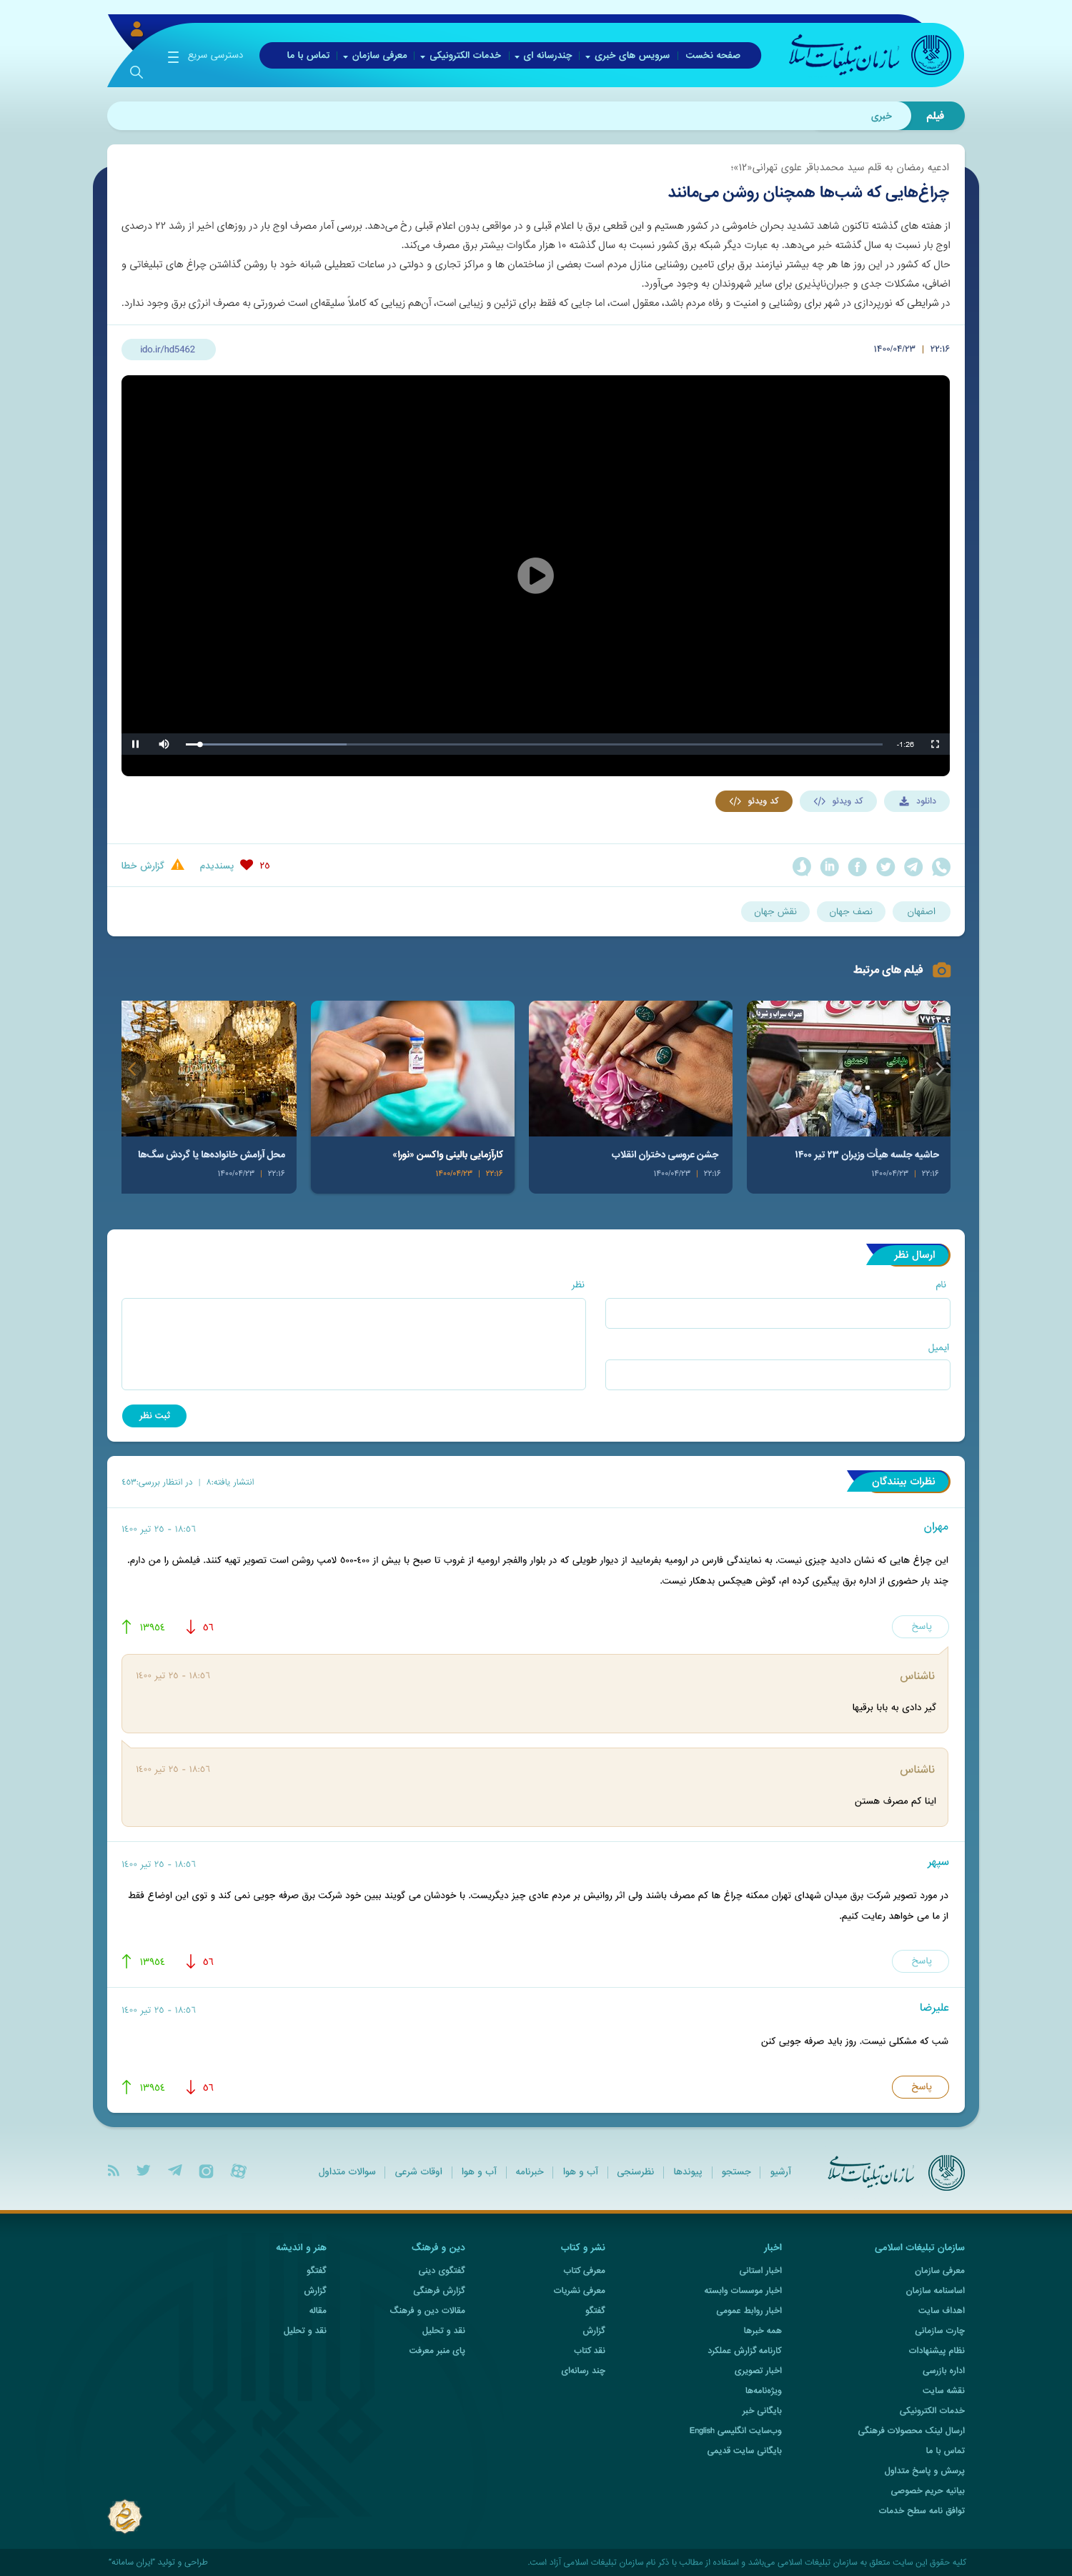 سازمان تبلیغات اسلامی
صفحه نخست
سرویس های خبری
چندرسانه ای
خدمات الکترونیکی
معرفی سازمان
تماس با ما
دسترسی سریع
فیلم
خبری
ادعیه رمضان به قلم سید محمدباقر علوی تهرانی«۱۲»؛
چراغ‌هایی که شب‌ها همچنان روشن می‌مانند
از هفته های گذشته تاکنون شاهد تشدید بحران خاموشی در کشور هستیم و این قطعی برق با اعلام قبلی و در مواقعی بدون اعلام قبلی رخ می‌دهد. بررسی آمار مصرف اوج بار در روزهای اخیر از رشد ۲۲ درصدی
اوج بار نسبت به سال گذشته خبر می‌دهد. به عبارت دیگر شبکه برق کشور نسبت به سال گذشته ۱۰ هزار مگاوات بیشتر برق مصرف می‌کند.
حال که کشور در این روز ها هر چه بیشتر نیازمند برق برای تامین روشنایی منازل مردم است بعضی از ساختمان ها و مراکز تجاری و دولتی در ساعات تعطیلی شبانه خود با روشن گذاشتن چراغ های تبلیغاتی و
اضافی، مشکلات جدی و جبران‌ناپذیری برای سایر شهروندان به وجود می‌آورد.
در شرایطی که نورپردازی در شهر برای روشنایی و امنیت و رفاه مردم باشد، معقول است، اما جایی که فقط برای تزئین و زیبایی است، آن‌هم زیبایی که کاملاً سلیقه‌ای است ضرورتی به مصرف انرژی برق وجود ندارد.
۲۲:۱۶ | ۱۴۰۰/۰۴/۲۳
ido.ir/hd5462
-1:26
دانلود
کد ویدئو
کد ویدئو
۲۵ پسندیدم
گزارش خطا
اصفهان
نصف جهان
نقش جهان
فیلم های مرتبط
حاشیه جلسه هیأت وزیران ۲۳ تیر ۱۴۰۰
۲۲:۱۶ | ۱۴۰۰/۰۴/۲۳
جشن عروسی دختران انقلاب
۲۲:۱۶ | ۱۴۰۰/۰۴/۲۳
کارآزمایی بالینی واکسن «نورا»
۲۲:۱۶ | ۱۴۰۰/۰۴/۲۳
محل آرامش خانواده‌ها یا گردش سگ‌ها
۲۲:۱۶ | ۱۴۰۰/۰۴/۲۳
ارسال نظر
نام
نظر
ایمیل
ثبت نظر
نظرات بینندگان
انتشار یافته:۸ | در انتظار بررسی:٤٥٣
مهران
۱۸:٥٦ - ۲٥ تیر ۱٤۰۰
این چراغ هایی که نشان دادید چیزی نیست. به نمایندگی فارس در ارومیه بفرمایید از دیوار طویلی که در بلوار والفجر ارومیه از غروب تا صبح با بیش از ٤٠٠-٥٠٠ لامپ روشن است تصویر تهیه کنند. فیلمش را من دارم.
چند بار حضوری از اداره برق پیگیری کرده ام، گوش هیچکس بدهکار نیست.
پاسخ
٥٦
۱۳۹٥٤
ناشناس
۱۸:٥٦ - ۲٥ تیر ۱٤۰۰
گیر دادی به بابا برقیها
ناشناس
۱۸:٥٦ - ۲٥ تیر ۱٤۰۰
اینا کم مصرف هستن
سپهر
۱۸:٥٦ - ۲٥ تیر ۱٤۰۰
در مورد تصویر شرکت برق میدان شهدای تهران ممکنه چراغ ها کم مصرف باشند ولی اثر روانیش بر مردم عادی چیز دیگریست. با خودشان می گویند ببین خود شرکت برق صرفه جویی نمی کند و توی این اوضاع فقط
از ما می خواهد رعایت کنیم.
پاسخ
٥٦
۱۳۹٥٤
علیرضا
۱۸:٥٦ - ۲٥ تیر ۱٤۰۰
شب که مشکلی نیست. روز باید صرفه جویی کنن
پاسخ
٥٦
۱۳۹٥٤
سازمان تبلیغات اسلامی
آرشیو
جستجو
پیوندها
نظرسنجی
آب و هوا
خبرنامه
آب و هوا
اوقات شرعی
سوالات متداول
سازمان تبلیغات اسلامی
معرفی سازمان
اساسنامه سازمان
اهداف سایت
چارت سازمانی
نظام پیشنهادات
اداره بازرسی
نقشه سایت
خدمات الکترونیکی
ارسال لینک محصولات فرهنگی
تماس با ما
پرسش و پاسخ متداول
بیانیه حریم خصوصی
توافق نامه سطح خدمات
اخبار
اخبار استانی
اخبار موسسات وابسته
اخبار روابط عمومی
همه خبرها
کارنامه گزارش عملکرد
اخبار تصویری
ویژه‌نامه‌ها
بایگانی خبر
وب‌سایت انگلیسی English
بایگانی سایت قدیمی
نشر و کتاب
معرفی کتاب
معرفی نشریات
گفتگو
گزارش
نقد کتاب
چند رسانه‌ای
دین و فرهنگ
گفتگوی دینی
گزارش فرهنگی
مقالات دین و فرهنگ
نقد و تحلیل
پای منبر معرفت
هنر و اندیشه
گفتگو
گزارش
مقاله
نقد و تحلیل
کلیه حقوق این سایت متعلق به سازمان تبلیغات اسلامی می‌باشد و استفاده از مطالب با ذکر نام سازمان تبلیغات اسلامی آزاد است.
طراحی و تولید "ایران سامانه"